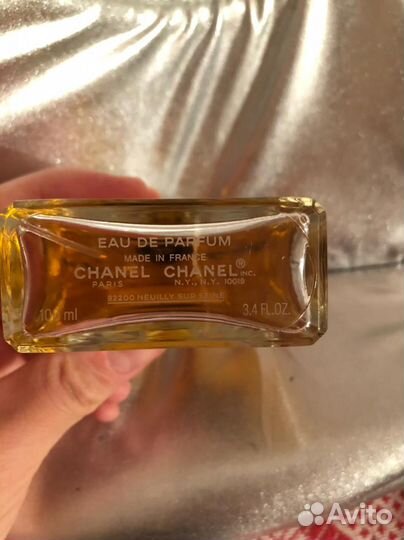 EAU DE PARFUM
MADE IN FRANCE
CHANEL CHANEL® INC.
PARIS N.Y., N.Y. 10019
92200 NEUILLY SUR SEINE
100 ml 3.4 FL.OZ.
Avito